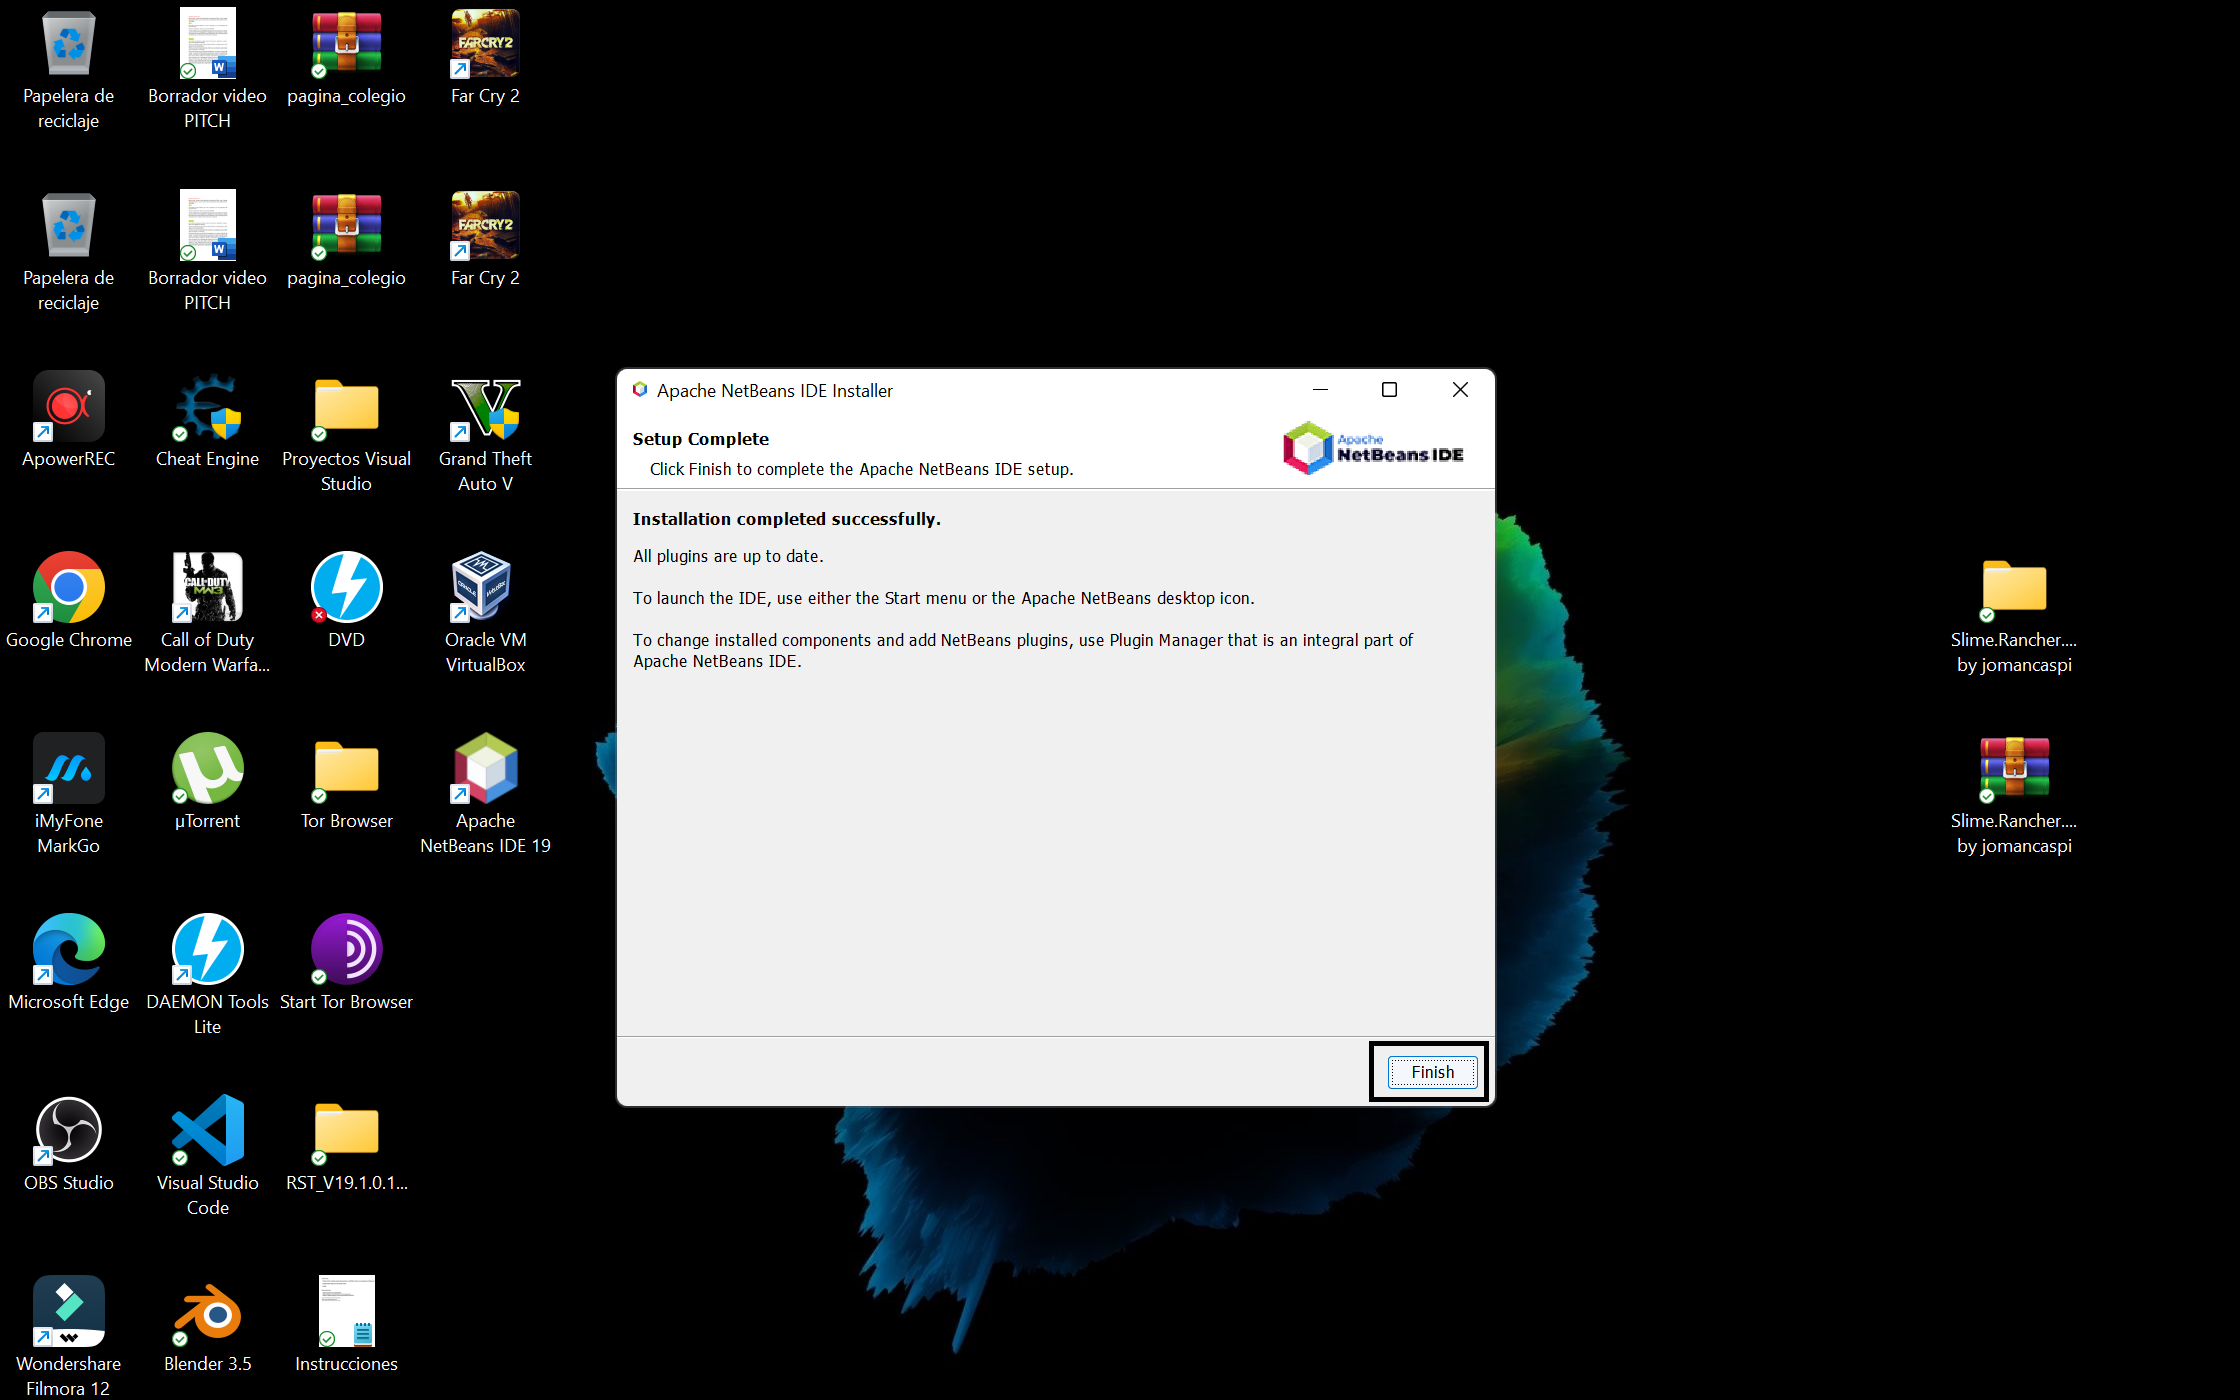 Papelera de
reciclaje
Borrador video
PITCH
pagina_colegio
FARCRY2
Far Cry 2
Papelera de
reciclaje
Borrador video
PITCH
pagina_colegio
FARCRY2
Far Cry 2
ApowerREC
Cheat Engine
Proyectos Visual
Studio
Grand Theft
Auto V
Google Chrome
CALL OF DUTY
MW3
Call of Duty
Modern Warfa...
DVD
Oracle VM
VirtualBox
iMyFone
MarkGo
µTorrent
Tor Browser
Apache
NetBeans IDE 19
Microsoft Edge
DAEMON Tools
Lite
Start Tor Browser
OBS Studio
Visual Studio
Code
RST_V19.1.0.1...
Wondershare
Filmora 12
Blender 3.5
Instrucciones
Apache NetBeans IDE Installer
Setup Complete
Click Finish to complete the Apache NetBeans IDE setup.
Apache
NetBeans IDE
Installation completed successfully.
All plugins are up to date.
To launch the IDE, use either the Start menu or the Apache NetBeans desktop icon.
To change installed components and add NetBeans plugins, use Plugin Manager that is an integral part of
Apache NetBeans IDE.
Finish
Slime.Rancher....
by jomancaspi
Slime.Rancher....
by jomancaspi